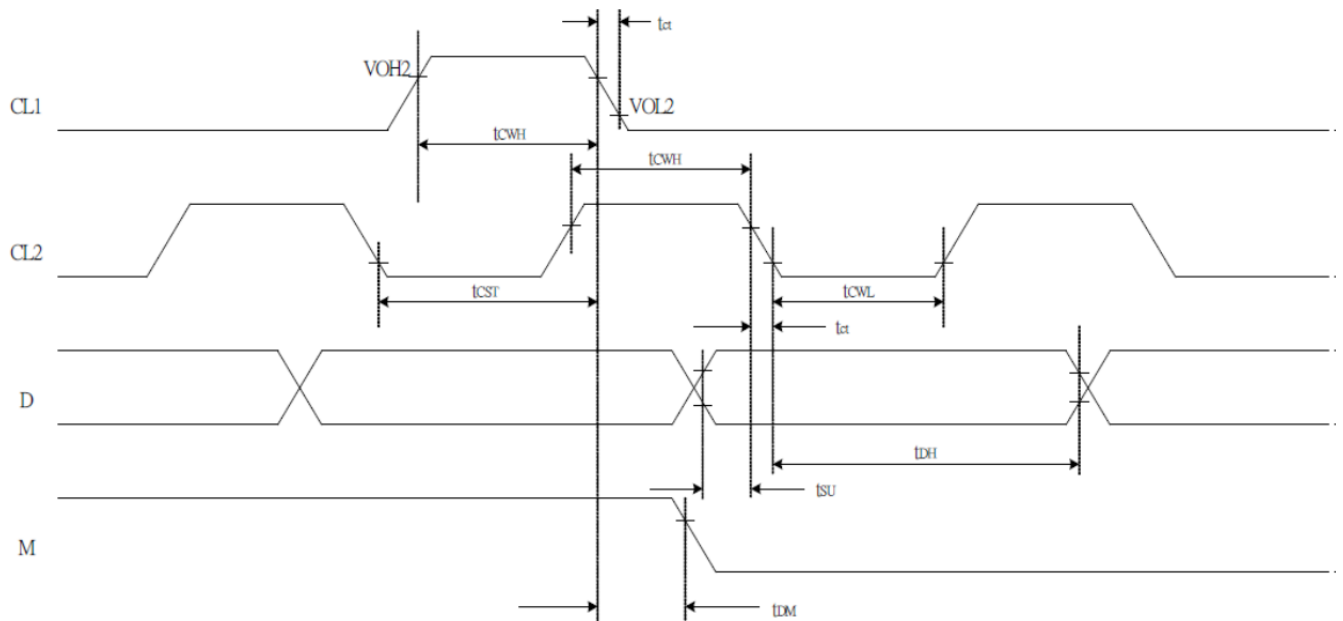 tct
VOH2
CL1
VOL2
tCWH
tCWH
CL2
tCST
tCWL
tct
D
tDH
tSU
M
tDM